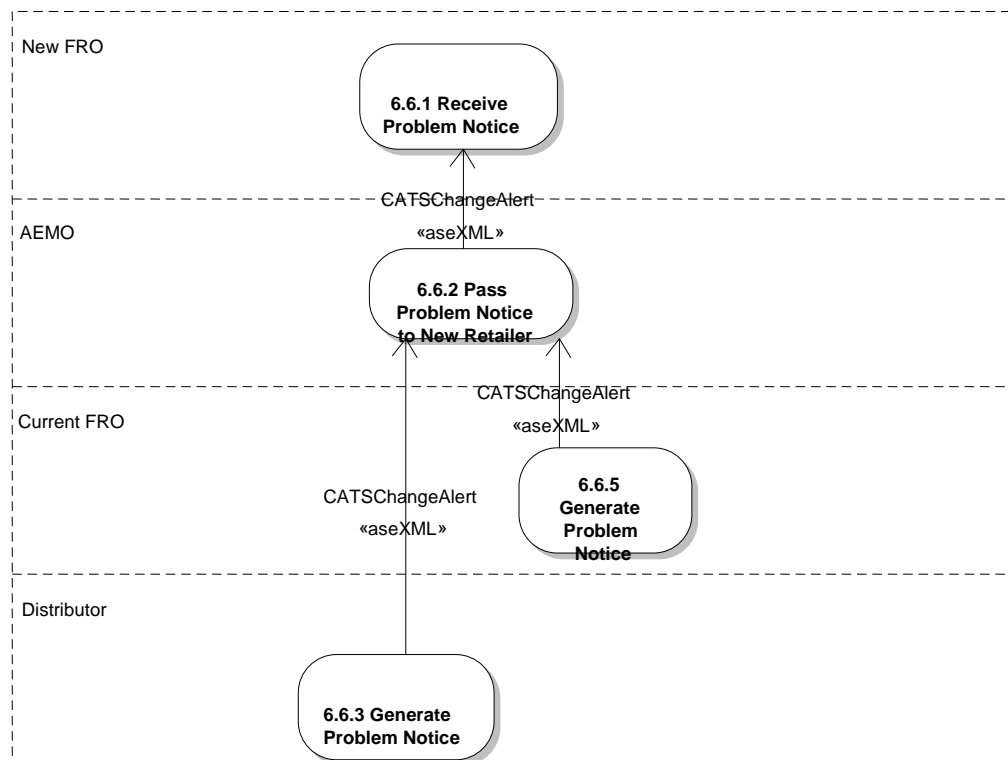 New FRO
6.6.1 Receive
Problem Notice
CATSChangeAlert
«aseXML»
AEMO
6.6.2 Pass
Problem Notice
to New Retailer
CATSChangeAlert
«aseXML»
Current FRO
6.6.5
Generate
Problem
Notice
CATSChangeAlert
«aseXML»
Distributor
6.6.3 Generate
Problem Notice